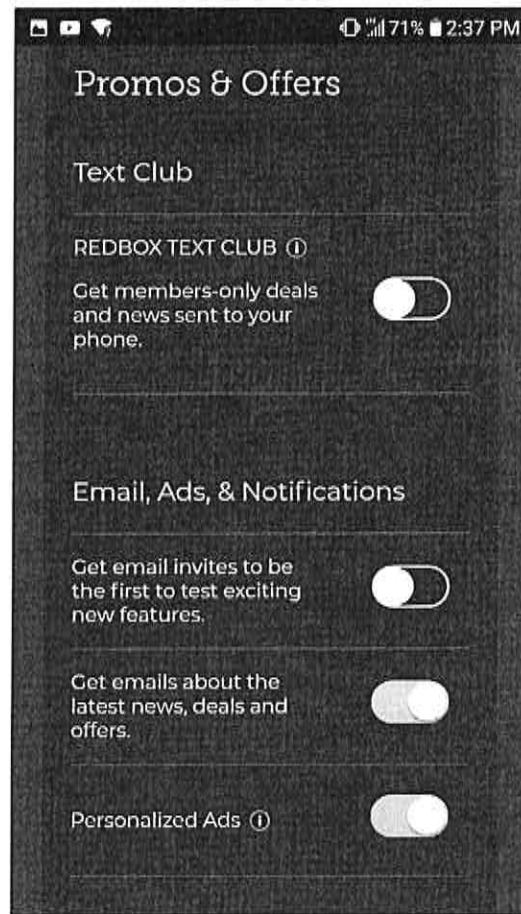 71% 2:37 PM
Promos & Offers
Text Club
REDBOX TEXT CLUB
Get members-only deals
and news sent to your
phone.
Email, Ads, & Notifications
Get email invites to be
the first to test exciting
new features.
Get emails about the
latest news, deals and
offers.
Personalized Ads